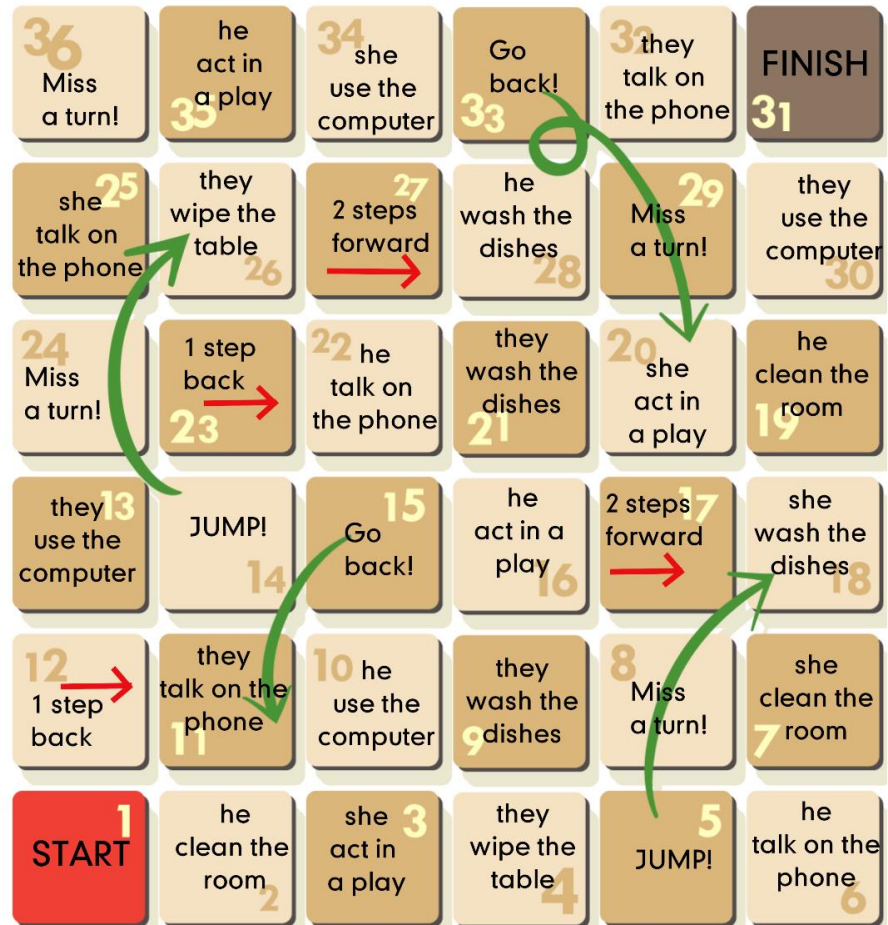 36
Miss
a turn!
he
act in
a play
35
34
she
use the
computer
Go
back!
33
32
they
talk on
the phone
FINISH
31
25
she
talk on
the phone
they
wipe the
table
26
27
2 steps
forward
he
wash the
dishes
28
29
Miss
a turn!
they
use the
computer
30
24
Miss
a turn!
1 step
back
23
22
he
talk on
the phone
they
wash the
dishes
21
20
she
act in
a play
he
clean the
room
19
13
they
use the
computer
JUMP!
14
15
Go
back!
he
act in a
play
16
17
2 steps
forward
she
wash the
dishes
18
12
1 step
back
they
talk on the
phone
11
10
he
use the
computer
they
wash the
dishes
9
8
Miss
a turn!
she
clean the
room
7
1
START
he
clean the
room
2
3
she
act in
a play
they
wipe the
table
4
5
JUMP!
he
talk on the
phone
6